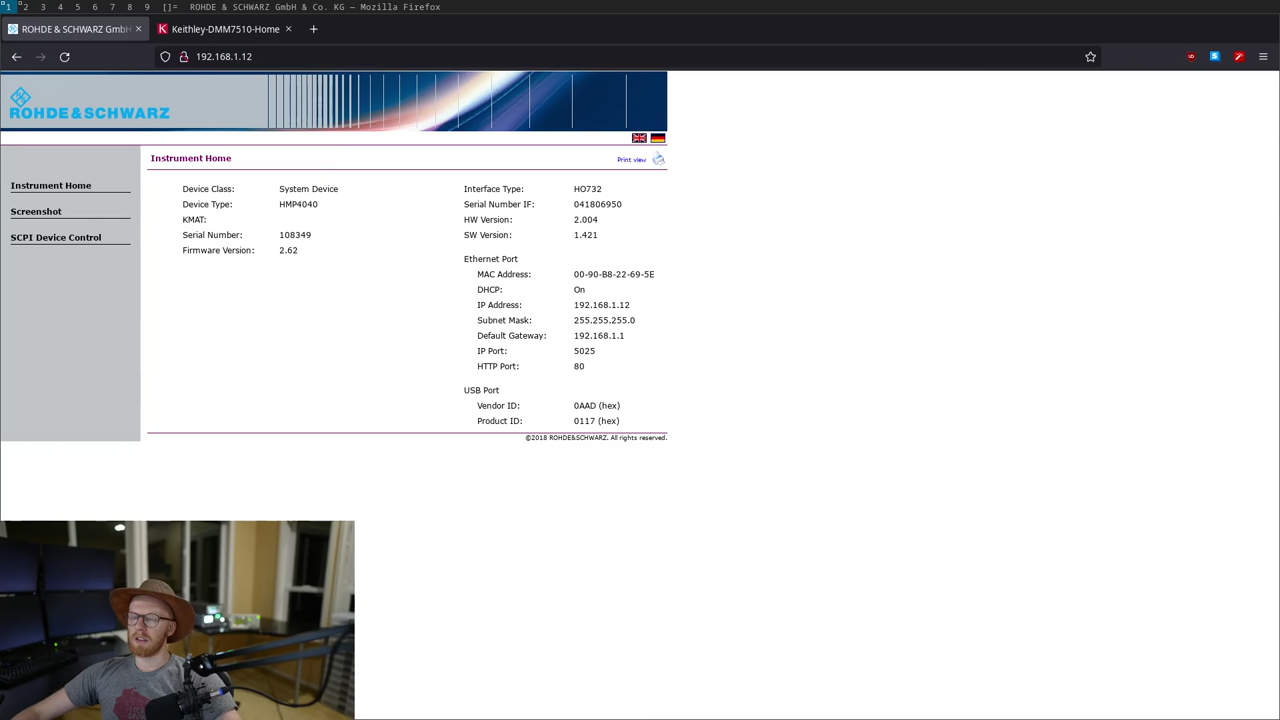 1 2 3 4 5 6 7 8 9 []= ROHDE & SCHWARZ GmbH & Co. KG — Mozilla Firefox
ROHDE & SCHWARZ GmbH
Keithley-DMM7510-Home
192.168.1.12
ROHDE & SCHWARZ
Instrument Home
Print view
Instrument Home
Screenshot
SCPI Device Control
Device Class: System Device
Device Type: HMP4040
KMAT:
Serial Number: 108349
Firmware Version: 2.62
Interface Type: HO732
Serial Number IF: 041806950
HW Version: 2.004
SW Version: 1.421
Ethernet Port
MAC Address: 00-90-B8-22-69-5E
DHCP: On
IP Address: 192.168.1.12
Subnet Mask: 255.255.255.0
Default Gateway: 192.168.1.1
IP Port: 5025
HTTP Port: 80
USB Port
Vendor ID: 0AAD (hex)
Product ID: 0117 (hex)
©2018 ROHDE&SCHWARZ. All rights reserved.